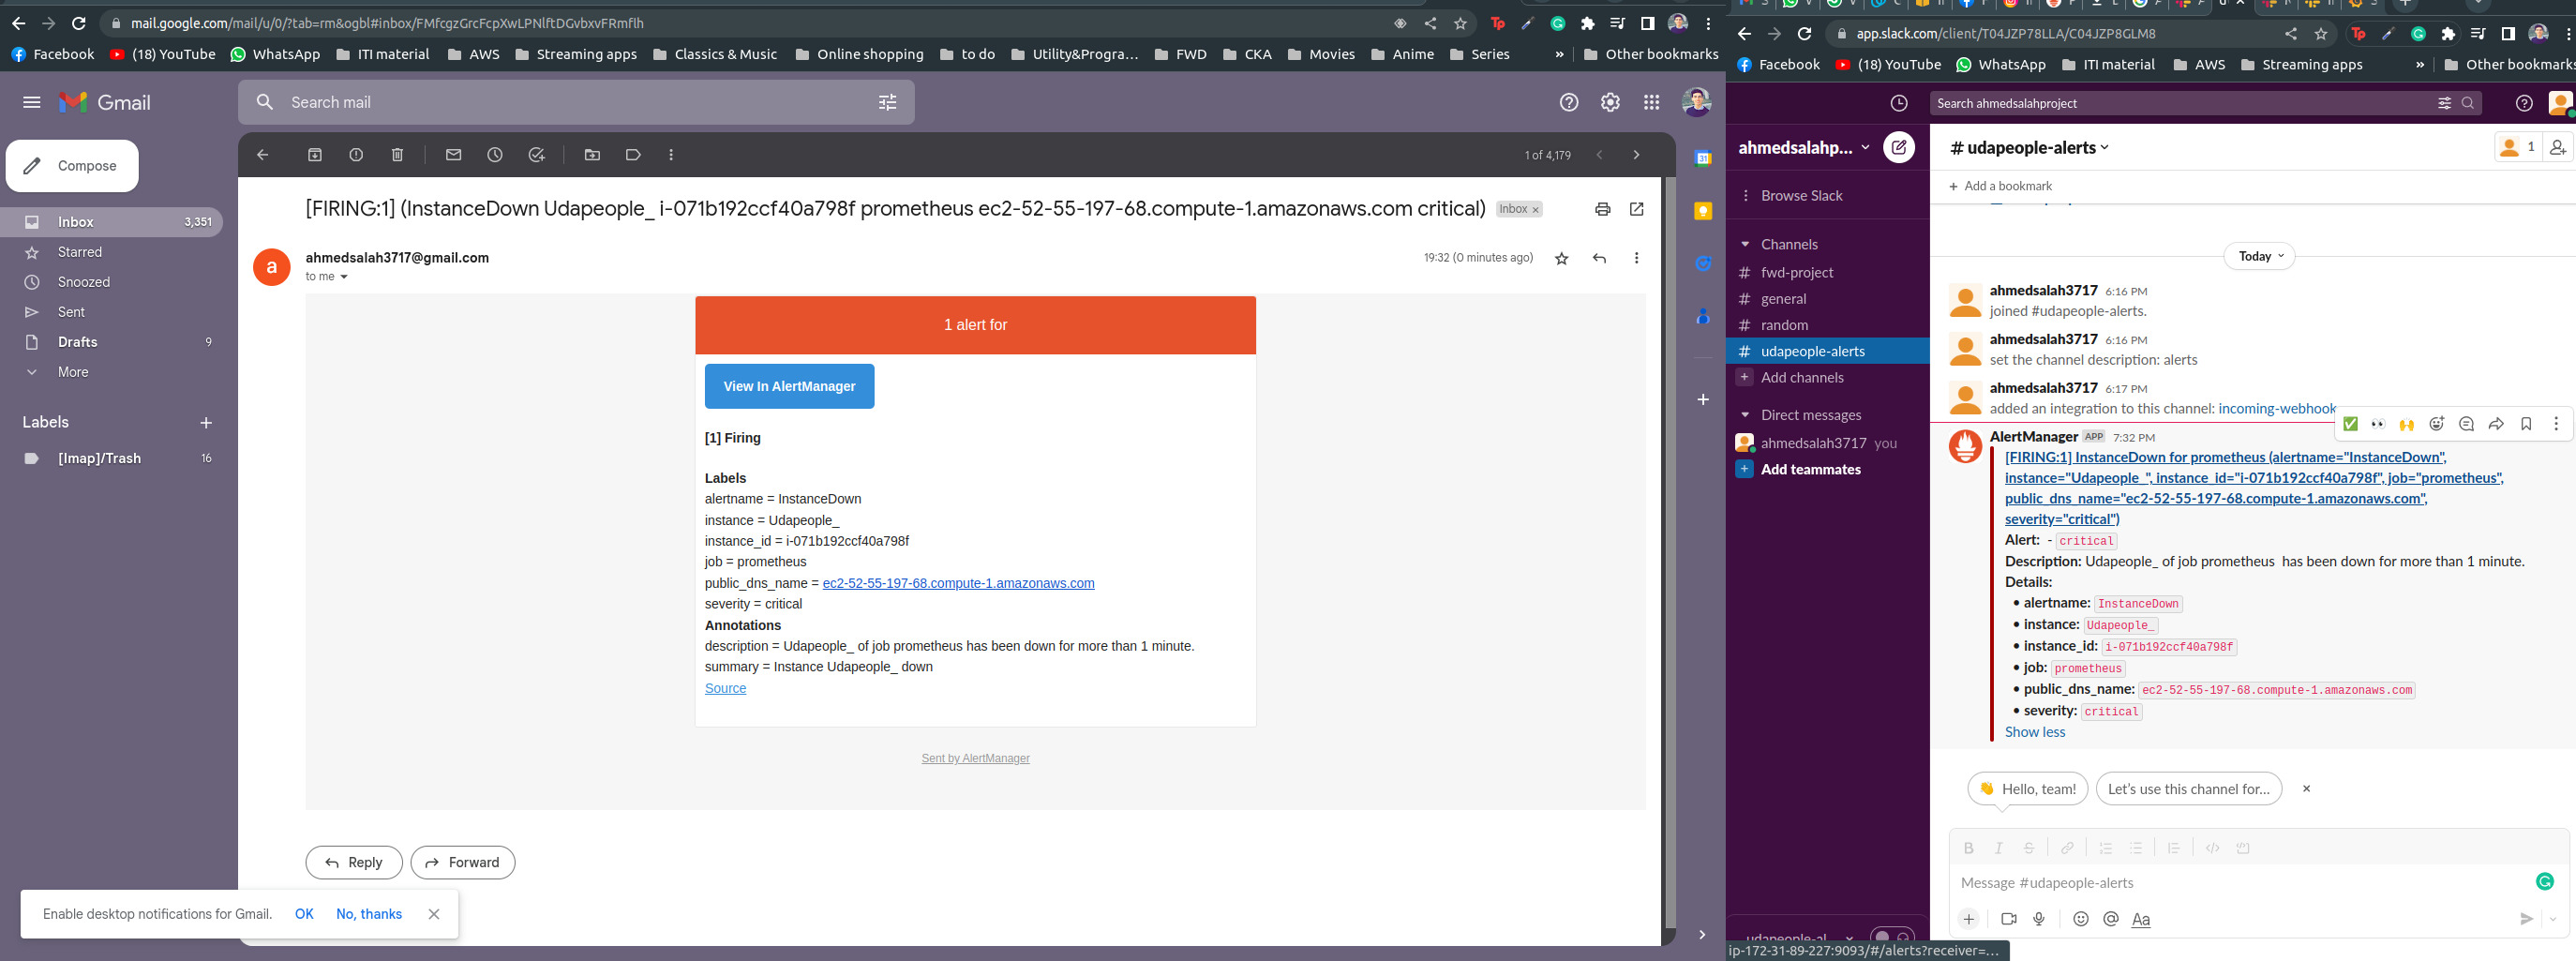 mail.google.com/mail/u/0/?tab=rm&ogbl#inbox/FMfcgzGrcFcpXwLPNlftDGvbxvFRmflh
Facebook (18) YouTube WhatsApp ITI material AWS Streaming apps Classics & Music Online shopping to do Utility&Progra... FWD CKA Movies Anime Series » Other bookmarks
Gmail
Search mail
Compose
Inbox 3,351
Starred
Snoozed
Sent
Drafts 9
More
Labels
[Imap]/Trash 16
1 of 4,179
[FIRING:1] (InstanceDown Udapeople_ i-071b192ccf40a798f prometheus ec2-52-55-197-68.compute-1.amazonaws.com critical) Inbox ×
a
ahmedsalah3717@gmail.com
19:32 (0 minutes ago)
to me
1 alert for
View In AlertManager
[1] Firing
Labels
alertname = InstanceDown
instance = Udapeople_
instance_id = i-071b192ccf40a798f
job = prometheus
public_dns_name = ec2-52-55-197-68.compute-1.amazonaws.com
severity = critical
Annotations
description = Udapeople_ of job prometheus has been down for more than 1 minute.
summary = Instance Udapeople_ down
Source
Sent by AlertManager
Reply
Forward
Enable desktop notifications for Gmail. OK No, thanks
31
app.slack.com/client/T04JZP78LLA/C04JZP8GLM8
Facebook (18) YouTube WhatsApp ITI material AWS Streaming apps » Other bookmarks
Search ahmedsalahproject
ahmedsalahp...
Browse Slack
Channels
# fwd-project
# general
# random
# udapeople-alerts
+ Add channels
Direct messages
ahmedsalah3717 you
+ Add teammates
# udapeople-alerts
1
+ Add a bookmark
Today
ahmedsalah3717 6:16 PM
joined #udapeople-alerts.
ahmedsalah3717 6:16 PM
set the channel description: alerts
ahmedsalah3717 6:17 PM
added an integration to this channel: incoming-webhook
AlertManager APP 7:32 PM
[FIRING:1] InstanceDown for prometheus (alertname="InstanceDown",
instance="Udapeople_", instance_id="i-071b192ccf40a798f", job="prometheus",
public_dns_name="ec2-52-55-197-68.compute-1.amazonaws.com",
severity="critical")
Alert: - critical
Description: Udapeople_ of job prometheus has been down for more than 1 minute.
Details:
• alertname: InstanceDown
• instance: Udapeople_
• instance_id: i-071b192ccf40a798f
• job: prometheus
• public_dns_name: ec2-52-55-197-68.compute-1.amazonaws.com
• severity: critical
Show less
Hello, team!
Let's use this channel for...
B I S
Message #udapeople-alerts
Aa
ip-172-31-89-227:9093/#/alerts?receiver=...